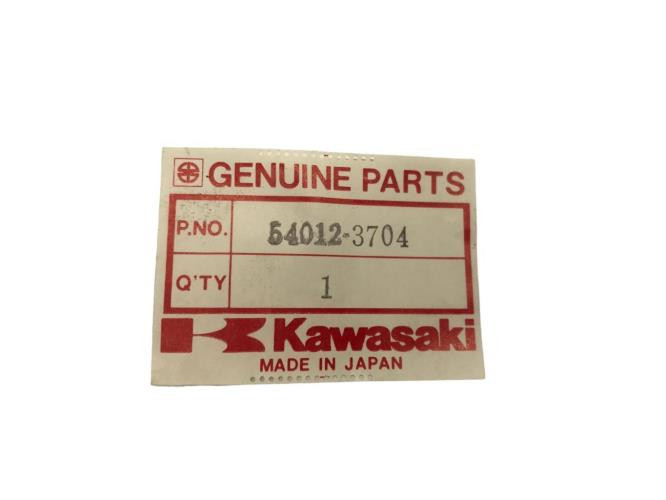 GENUINE PARTS
P.NO. 54012-3704
Q'TY 1
Kawasaki
MADE IN JAPAN